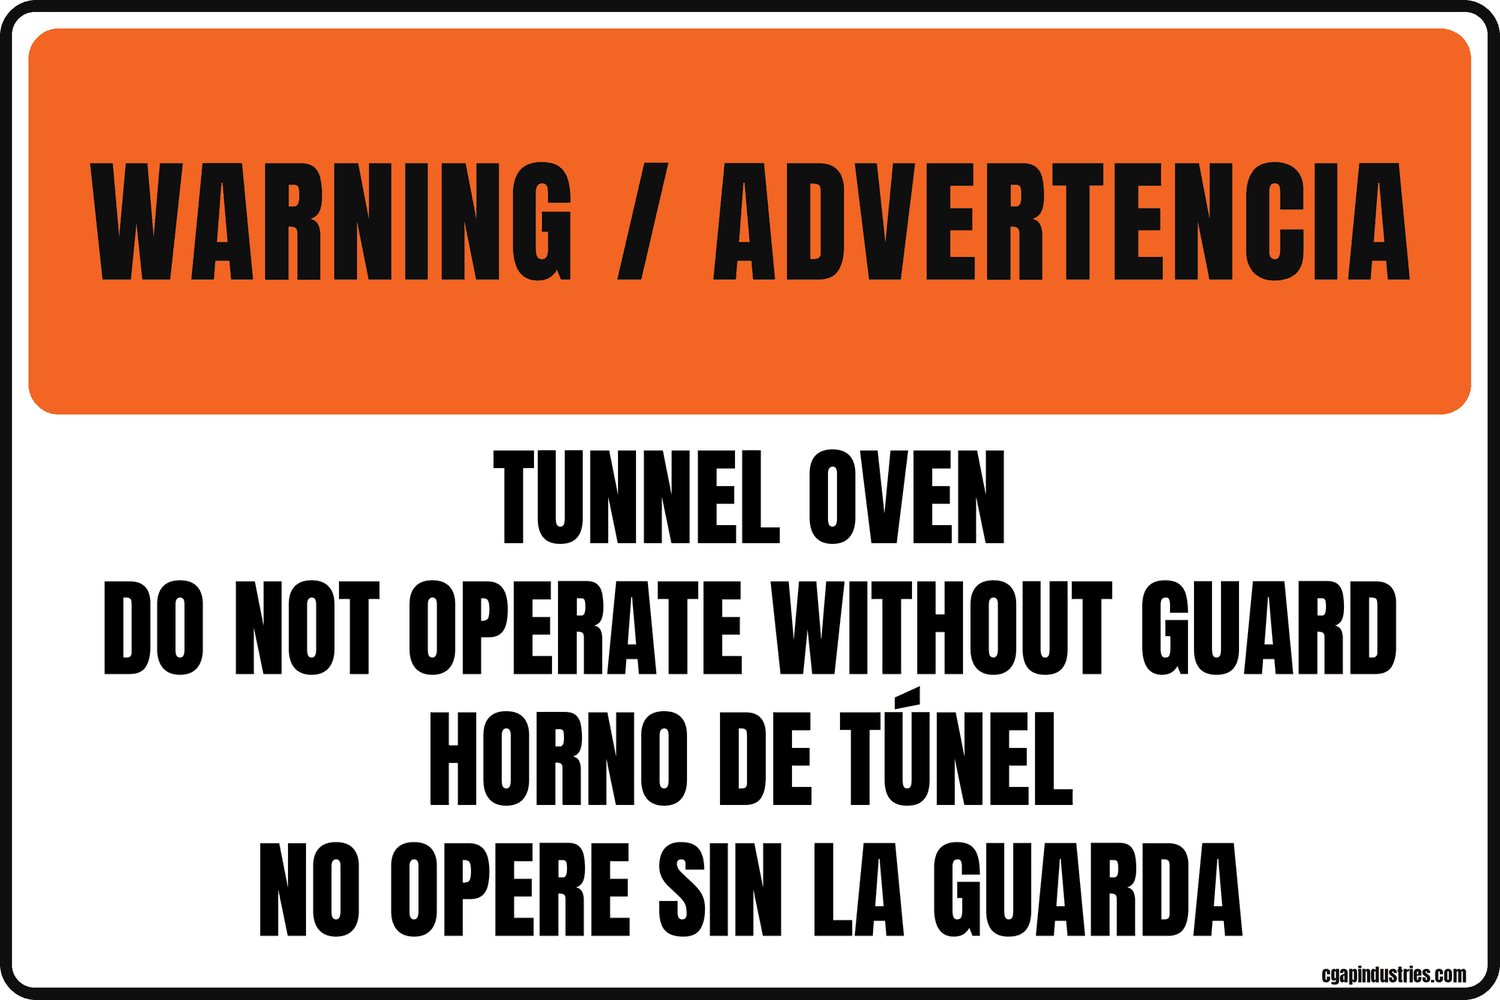 WARNING / ADVERTENCIA
TUNNEL OVEN
DO NOT OPERATE WITHOUT GUARD
HORNO DE TÚNEL
NO OPERE SIN LA GUARDA
cgapindustries.com